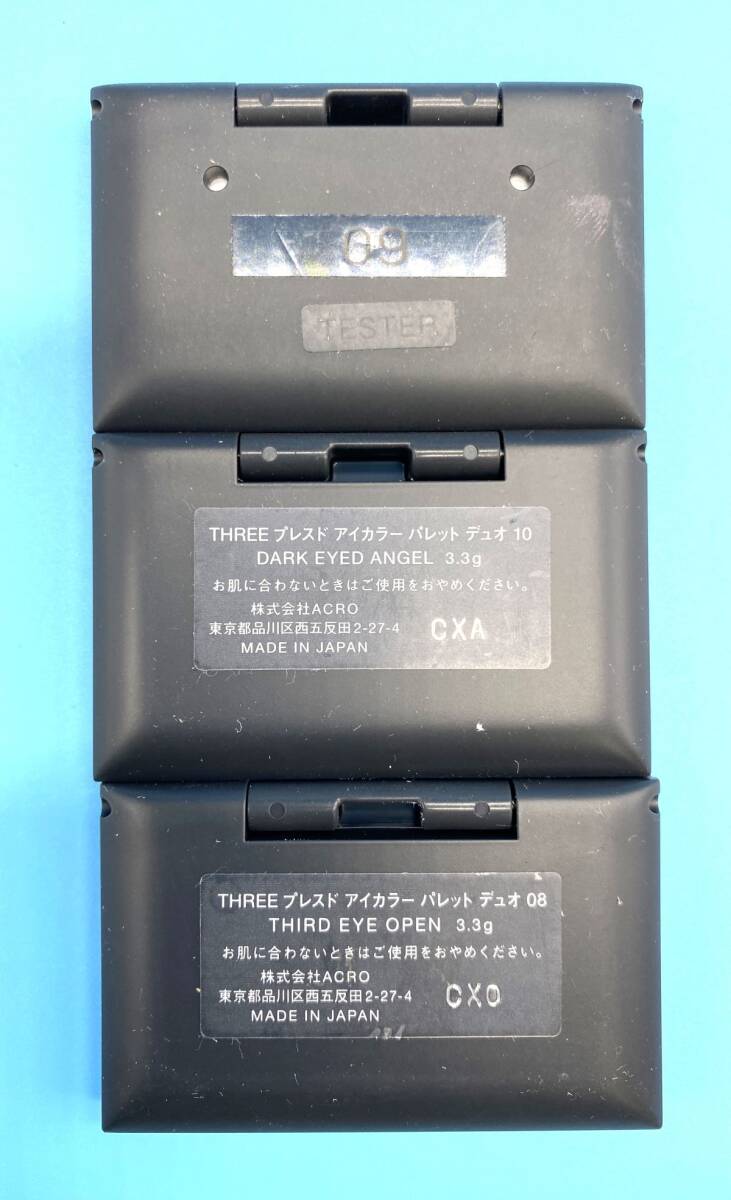 09
TESTER
THREE プレスド アイカラー パレット デュオ 10
DARK EYED ANGEL 3.3g
お肌に合わないときはご使用をおやめください。
株式会社ACRO
東京都品川区西五反田2-27-4 CXA
MADE IN JAPAN
THREE プレスド アイカラー パレット デュオ 08
THIRD EYE OPEN 3.3g
お肌に合わないときはご使用をおやめください。
株式会社ACRO
東京都品川区西五反田2-27-4 CXO
MADE IN JAPAN